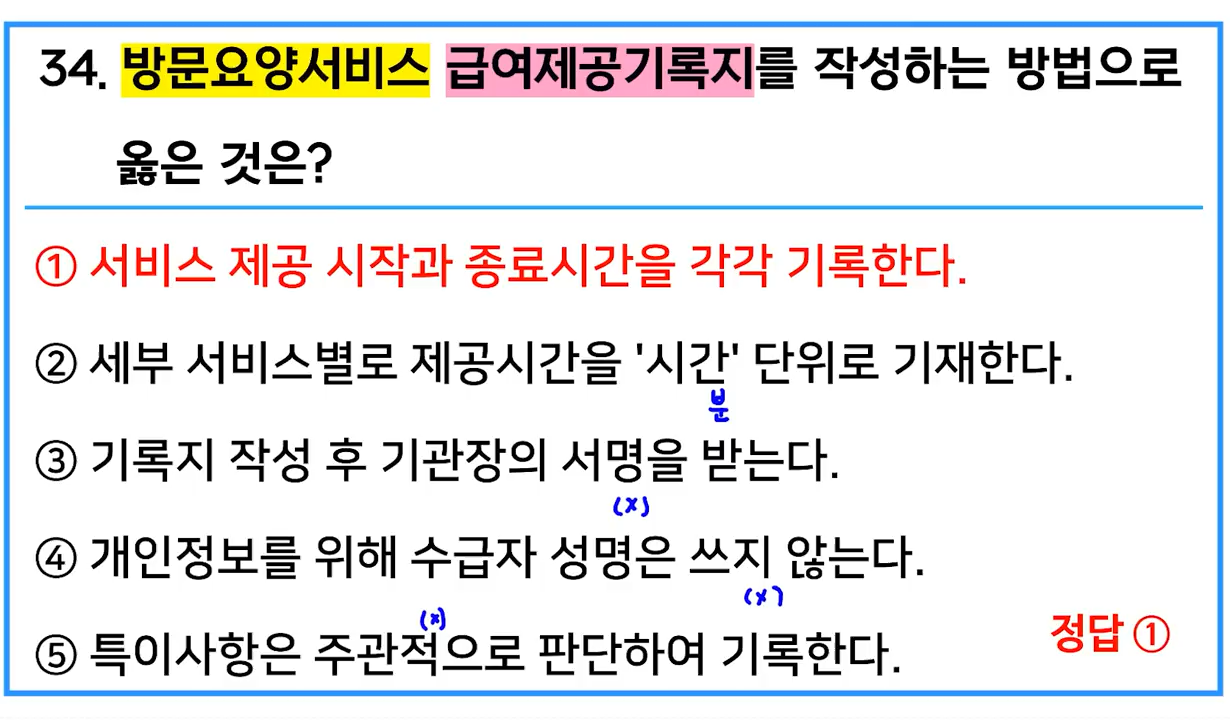 34. 방문요양서비스 급여제공기록지를 작성하는 방법으로
옳은 것은?
① 서비스 제공 시작과 종료시간을 각각 기록한다.
② 세부 서비스별로 제공시간을 '시간' 단위로 기재한다.
분
③ 기록지 작성 후 기관장의 서명을 받는다.
(x)
④ 개인정보를 위해 수급자 성명은 쓰지 않는다.
(x)
(x)
⑤ 특이사항은 주관적으로 판단하여 기록한다.
정답 ①